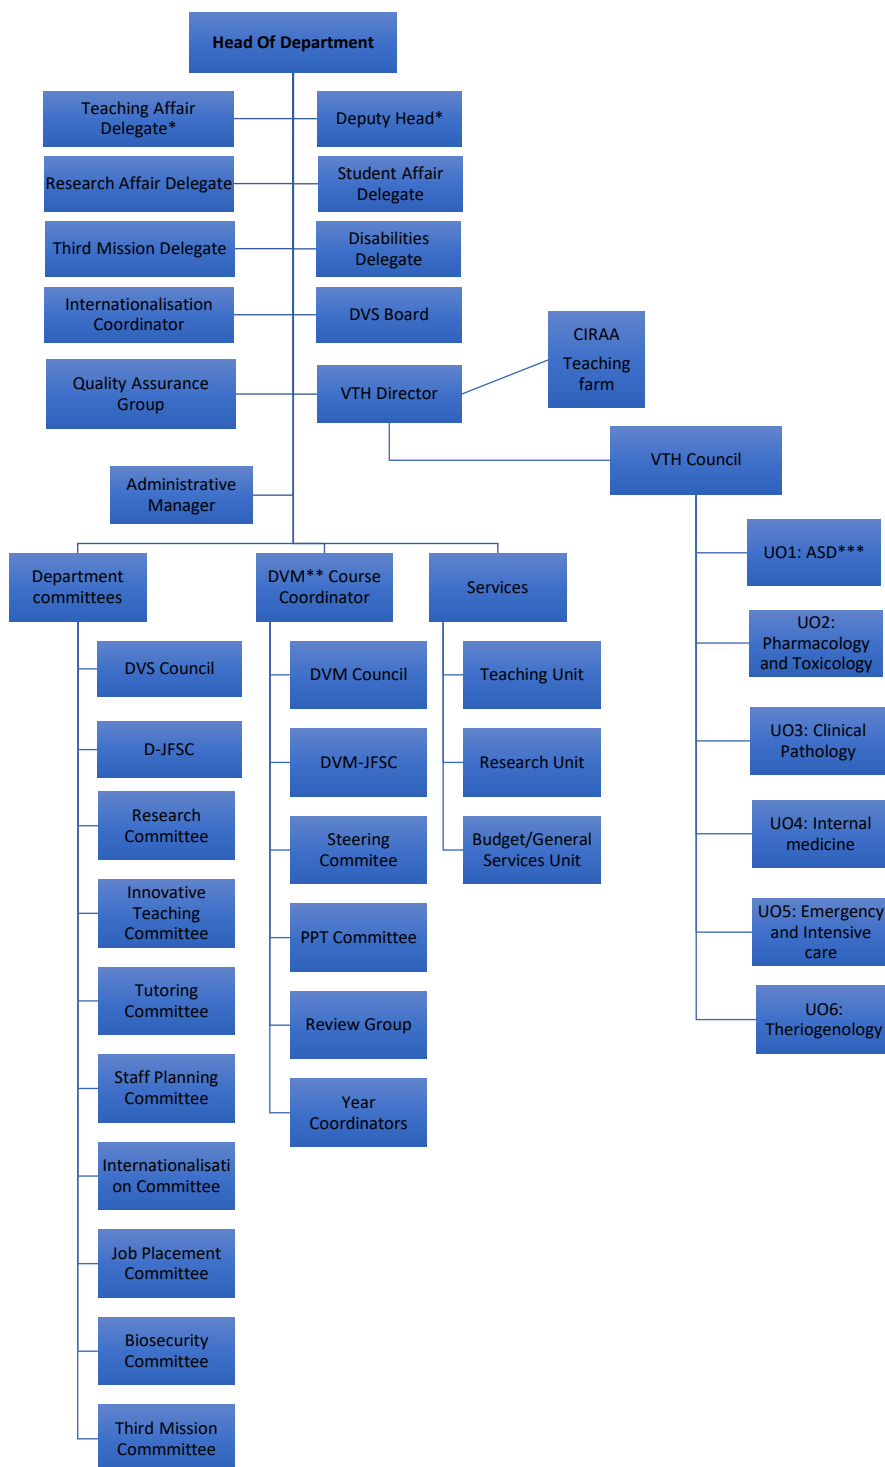 Head Of Department
Teaching Affair
Delegate*
Deputy Head*
Research Affair Delegate
Student Affair
Delegate
Third Mission Delegate
Disabilities
Delegate
Internationalisation
Coordinator
DVS Board
CIRAA
Teaching
farm
Quality Assurance
Group
VTH Director
VTH Council
Administrative
Manager
Department
committees
DVM** Course
Coordinator
Services
DVS Council
D-JFSC
Research
Committee
Innovative
Teaching
Committee
Tutoring
Committee
Staff Planning
Committee
Internationalisati
on Committee
Job Placement
Committee
Biosecurity
Committee
Third Mission
Commmittee
DVM Council
DVM-JFSC
Steering
Commitee
PPT Committee
Review Group
Year
Coordinators
Teaching Unit
Research Unit
Budget/General
Services Unit
UO1: ASD***
UO2:
Pharmacology
and Toxicology
UO3: Clinical
Pathology
UO4: Internal
medicine
UO5: Emergency
and Intensive
care
UO6:
Theriogenology